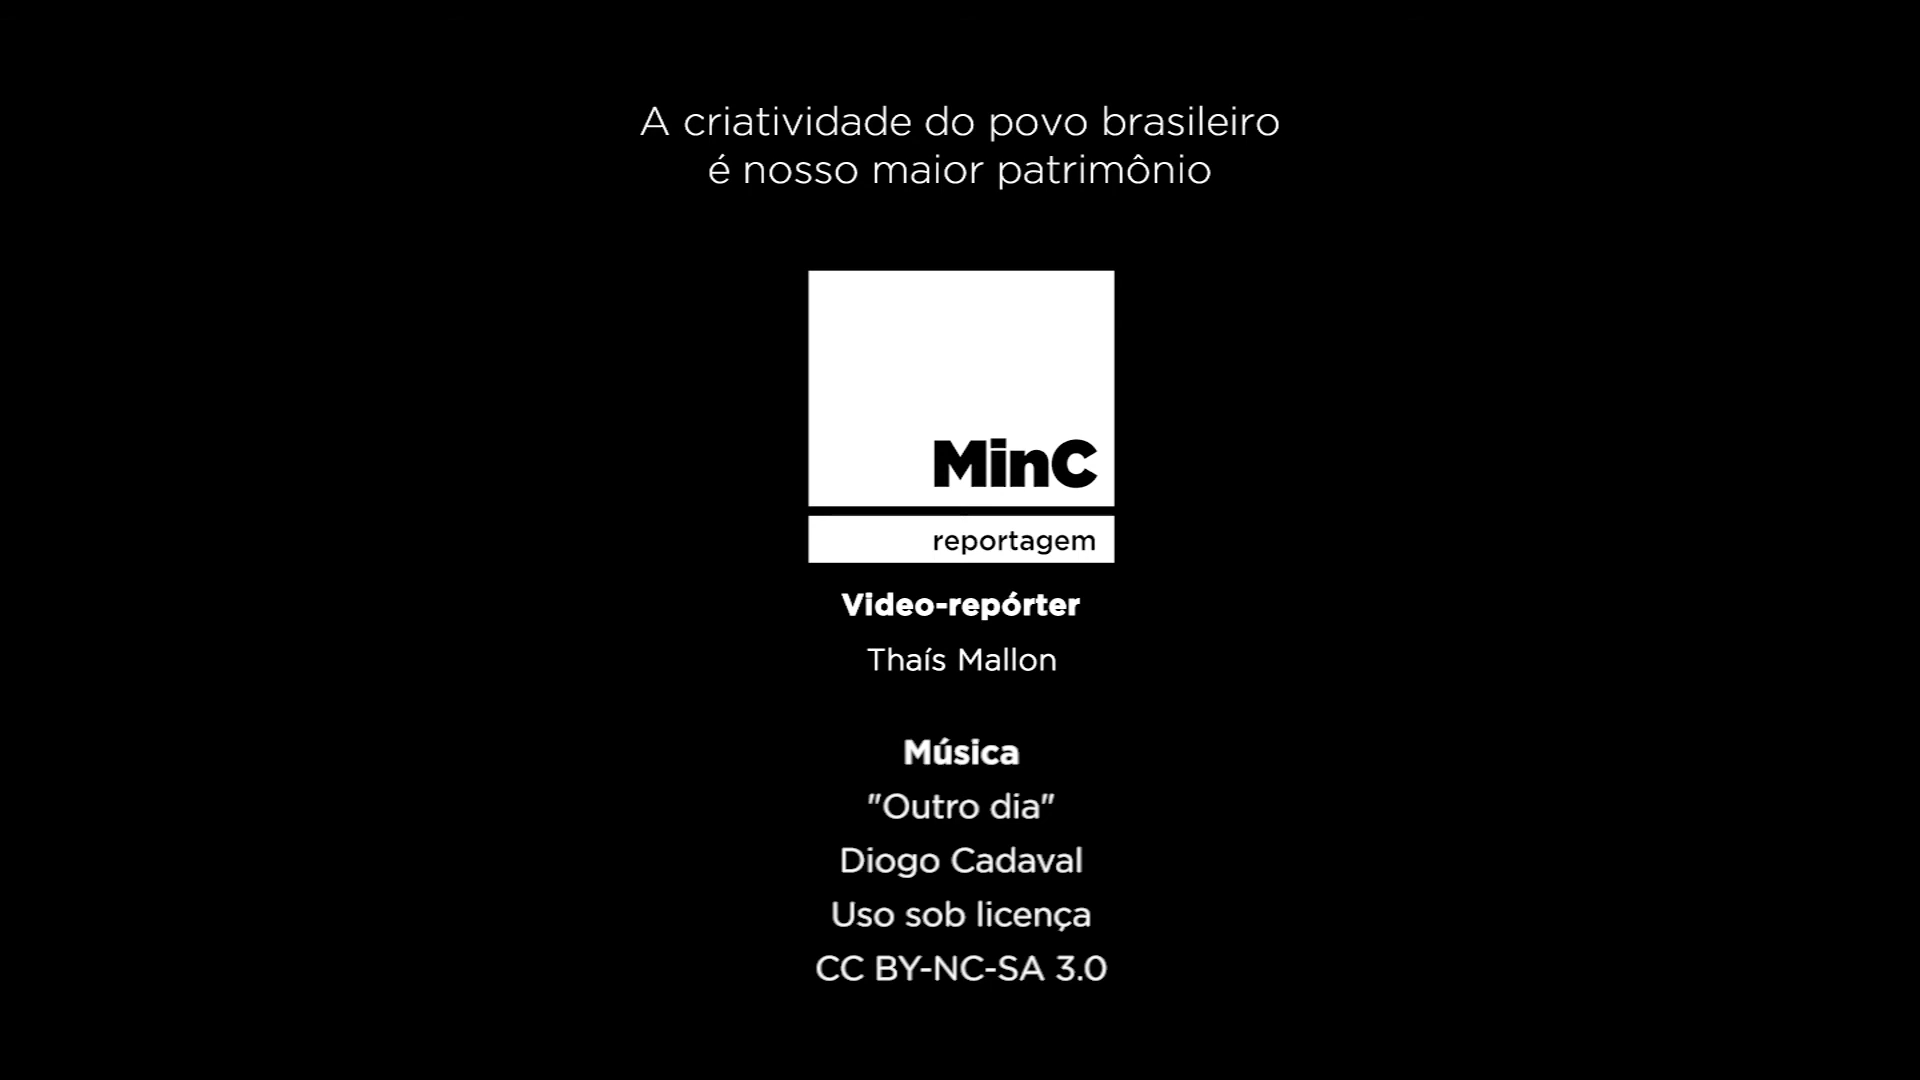 A criatividade do povo brasileiro
é nosso maior patrimônio
MinC
reportagem
Video-repórter
Thaís Mallon
Música
"Outro dia"
Diogo Cadaval
Uso sob licença
CC BY-NC-SA 3.0